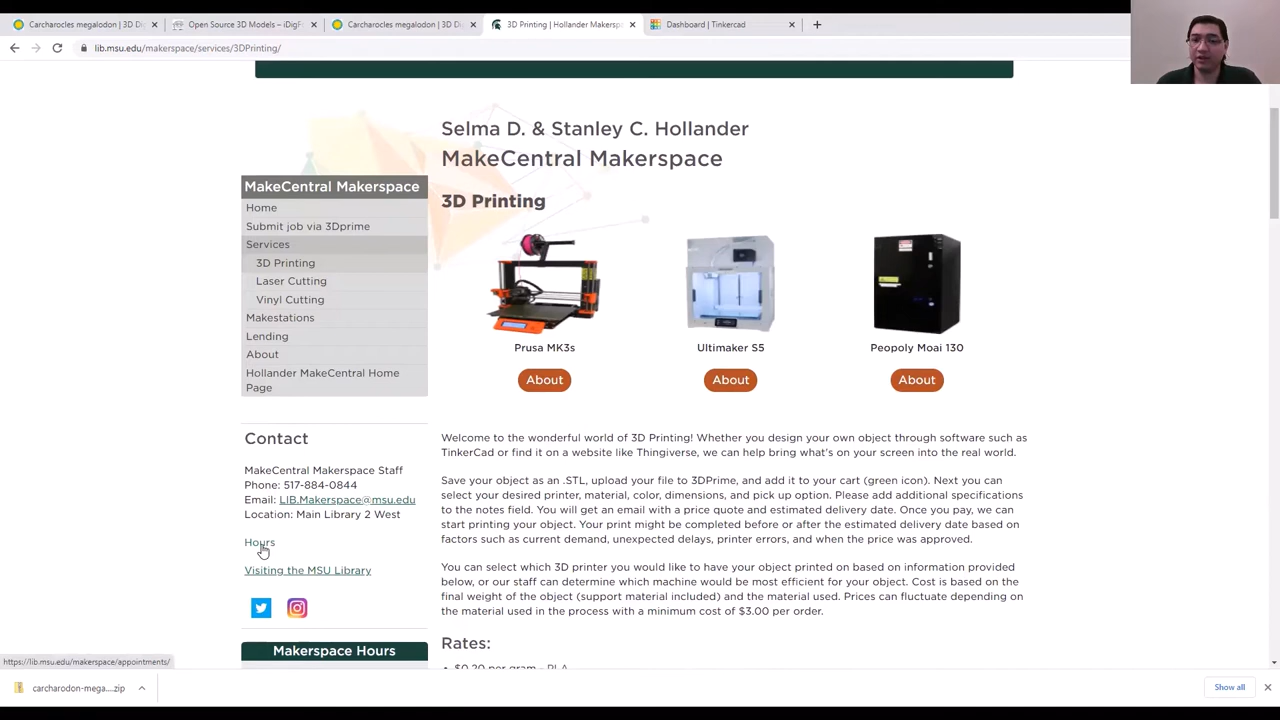 Carcharocles megalodon | 3D Di
Open Source 3D Models – iDigF
Carcharocles megalodon | 3D Di
3D Printing | Hollander Makersp
Dashboard | Tinkercad
lib.msu.edu/makerspace/services/3DPrinting/
Selma D. & Stanley C. Hollander
MakeCentral Makerspace
3D Printing
MakeCentral Makerspace
Home
Submit job via 3Dprime
Services
3D Printing
Laser Cutting
Vinyl Cutting
Makestations
Lending
About
Hollander MakeCentral Home
Page
Prusa MK3s
Ultimaker S5
Peopoly Moai 130
About
About
About
Contact
MakeCentral Makerspace Staff
Phone: 517-884-0844
Email: LIB.Makerspace@msu.edu
Location: Main Library 2 West
Hours
Visiting the MSU Library
Makerspace Hours
Welcome to the wonderful world of 3D Printing! Whether you design your own object through software such as
TinkerCad or find it on a website like Thingiverse, we can help bring what's on your screen into the real world.
Save your object as an .STL, upload your file to 3DPrime, and add it to your cart (green icon). Next you can
select your desired printer, material, color, dimensions, and pick up option. Please add additional specifications
to the notes field. You will get an email with a price quote and estimated delivery date. Once you pay, we can
start printing your object. Your print might be completed before or after the estimated delivery date based on
factors such as current demand, unexpected delays, printer errors, and when the price was approved.
You can select which 3D printer you would like to have your object printed on based on information provided
below, or our staff can determine which machine would be most efficient for your object. Cost is based on the
final weight of the object (support material included) and the material used. Prices can fluctuate depending on
the material used in the process with a minimum cost of $3.00 per order.
Rates:
$0.20 per gram – PLA
https://lib.msu.edu/makerspace/appointments/
carcharodon-mega....zip
Show all